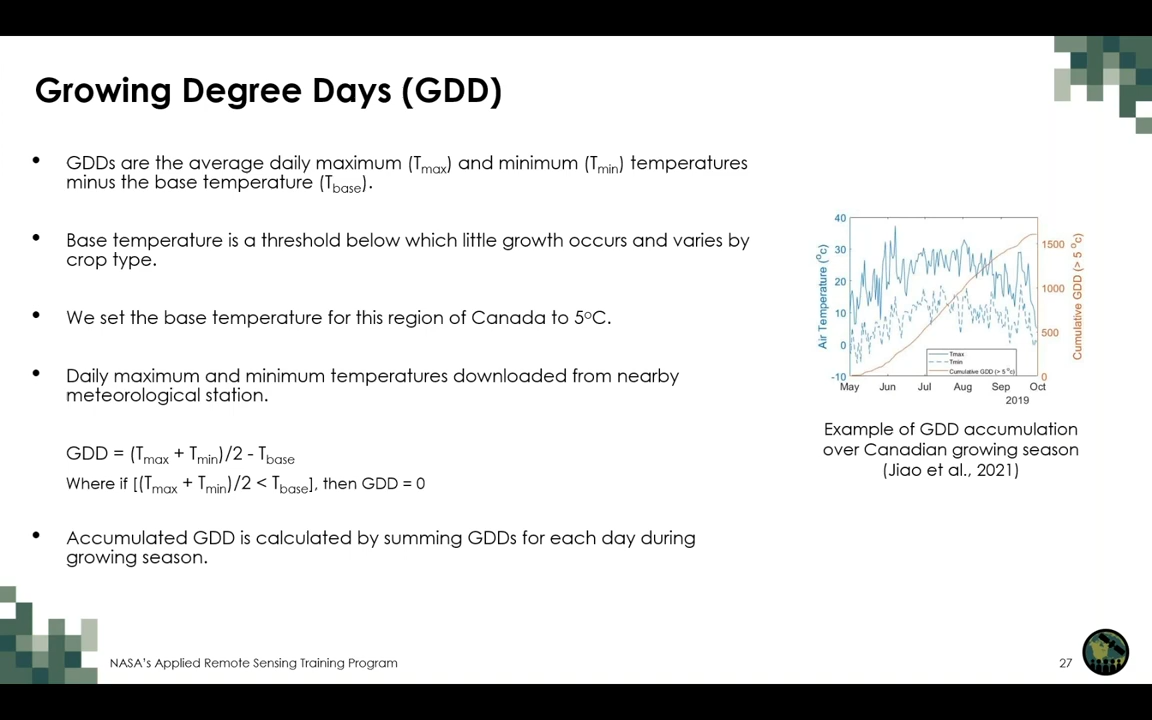 Growing Degree Days (GDD)
• GDDs are the average daily maximum (Tmax) and minimum (Tmin) temperatures
minus the base temperature (Tbase).
• Base temperature is a threshold below which little growth occurs and varies by
crop type.
• We set the base temperature for this region of Canada to 5°C.
• Daily maximum and minimum temperatures downloaded from nearby
meteorological station.
GDD = (Tmax + Tmin)/2 - Tbase
Where if [(Tmax + Tmin)/2 < Tbase], then GDD = 0
• Accumulated GDD is calculated by summing GDDs for each day during
growing season.
Air Temperature (°c)
40
30
20
10
0
-10
1500
1000
500
0
Cumulative GDD (> 5 °c)
Tmax
Tmin
Cumulative GDD (> 5 °c)
May Jun Jul Aug Sep Oct
2019
Example of GDD accumulation
over Canadian growing season
(Jiao et al., 2021)
NASA's Applied Remote Sensing Training Program
27